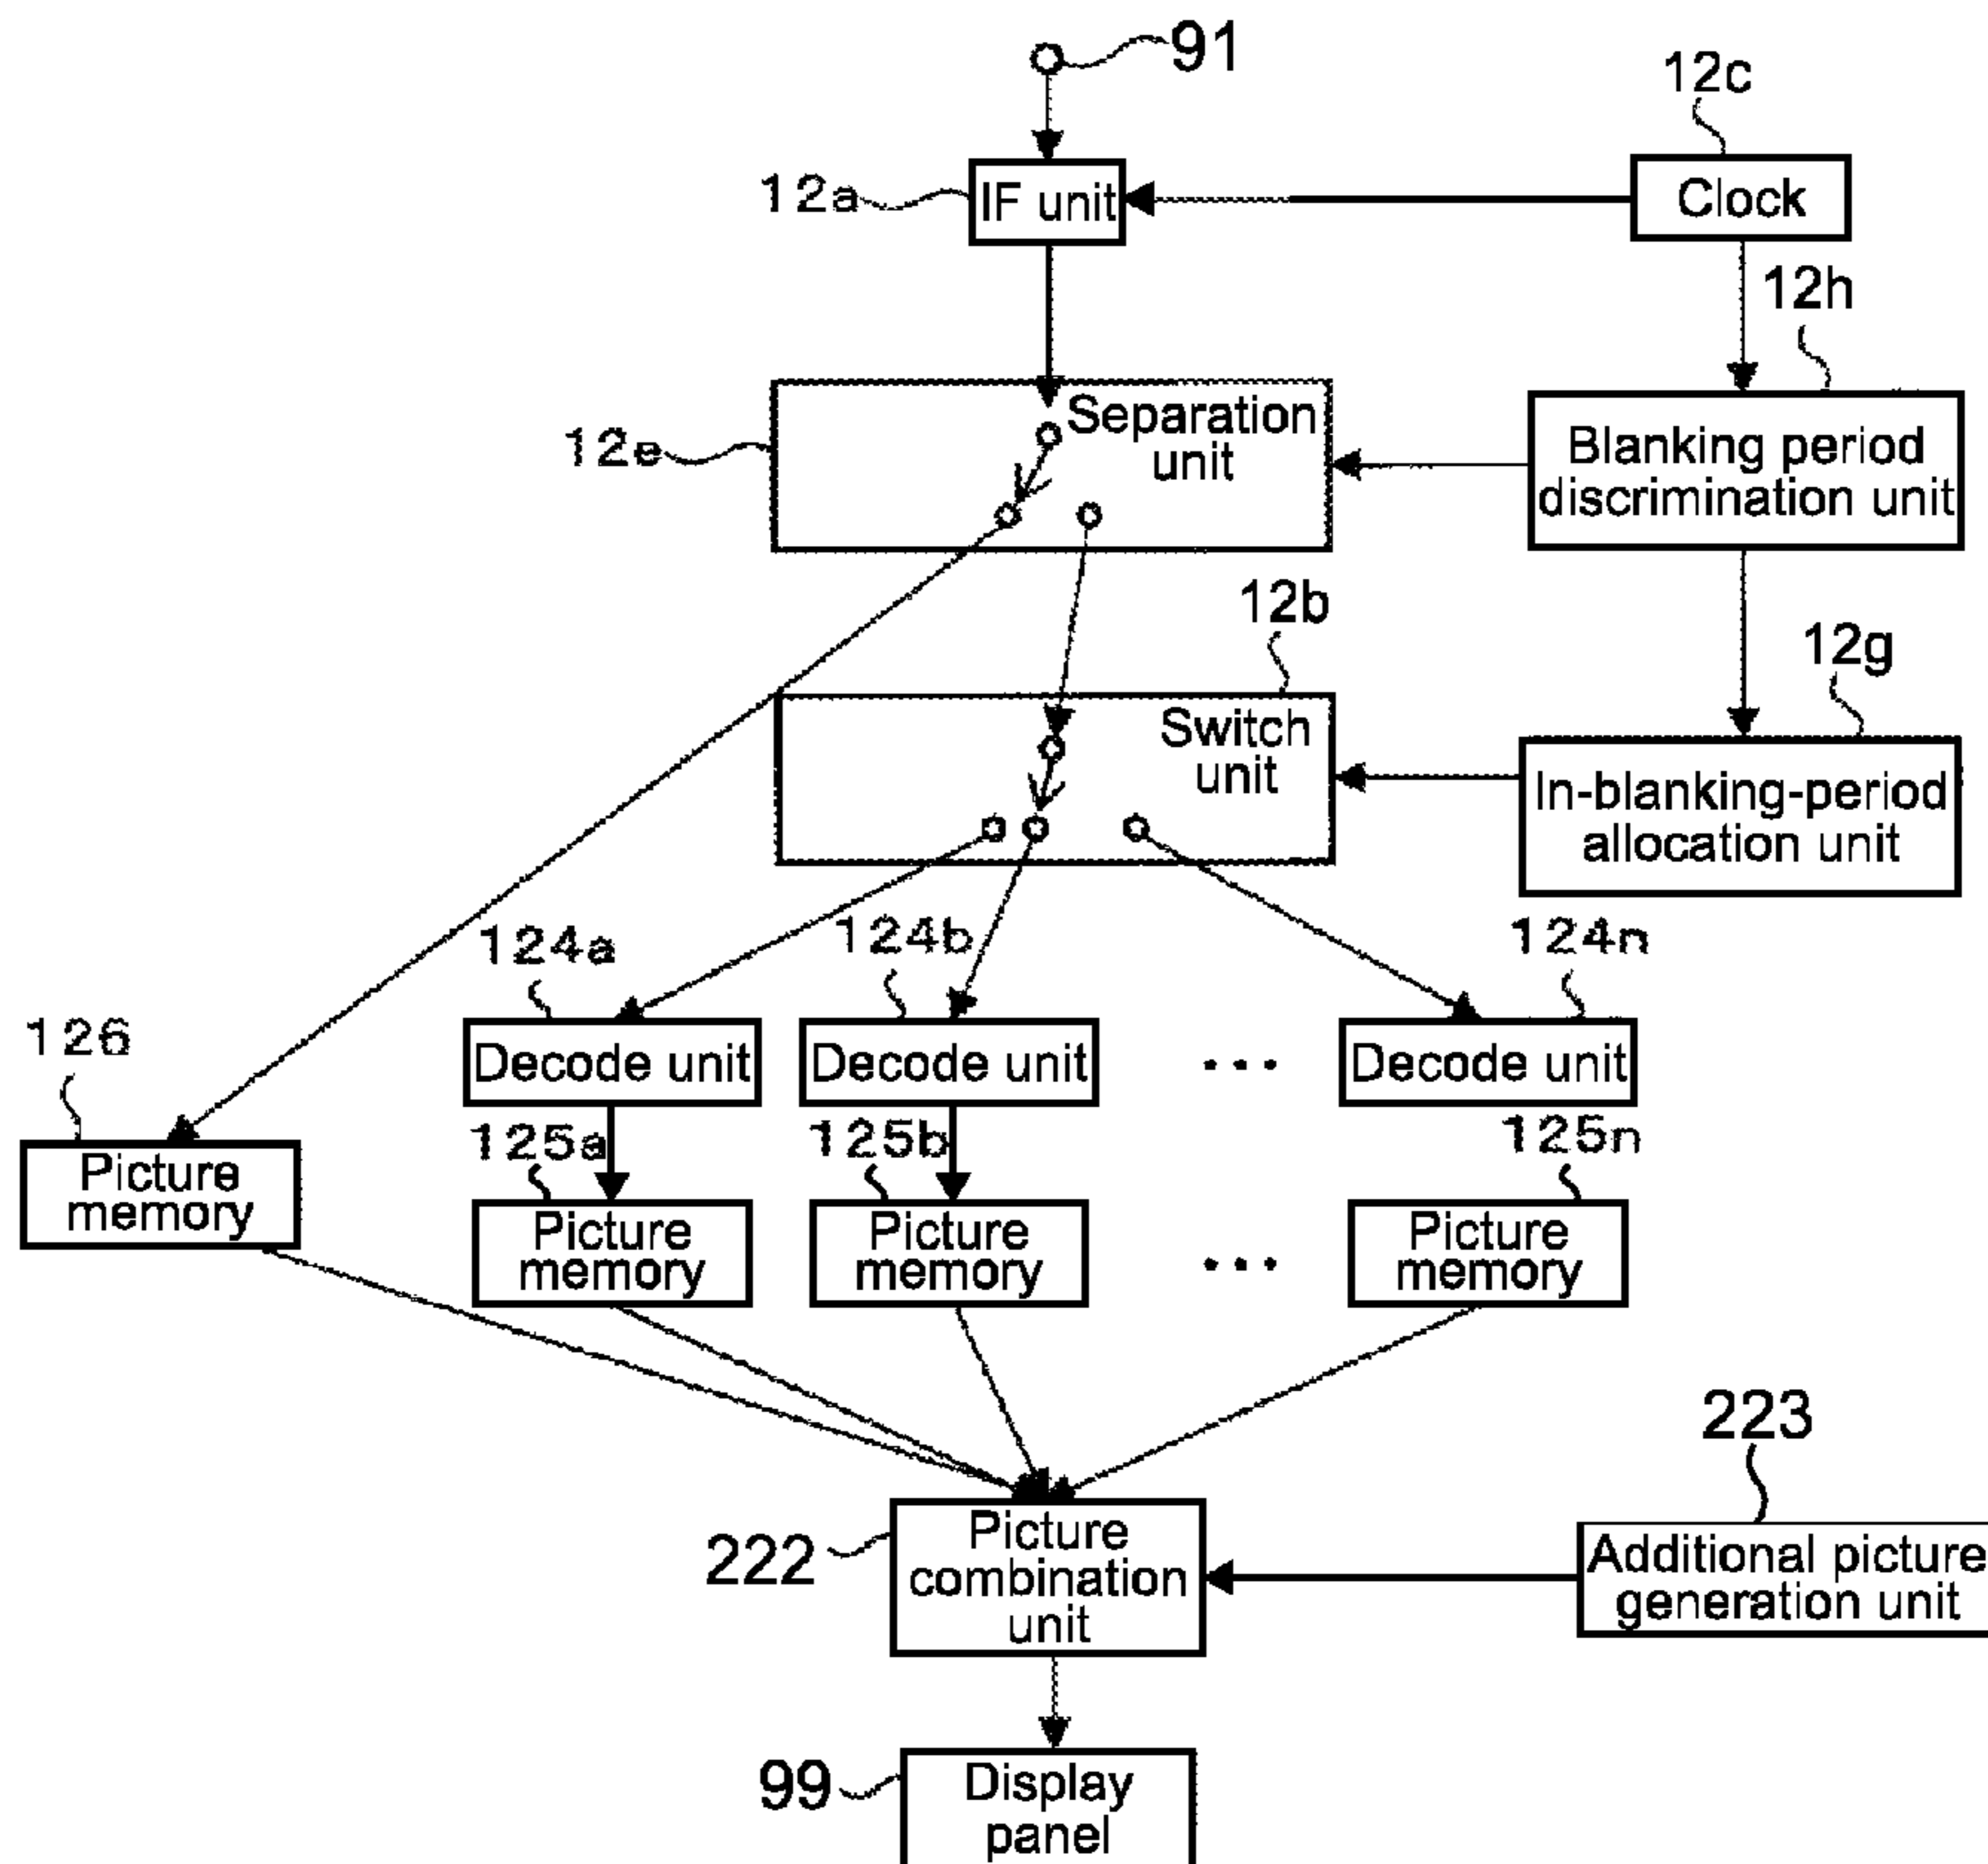 91
12c
12a
IF unit
Clock
12h
12e
Separation
unit
Blanking period
discrimination unit
12b
12g
Switch
unit
In-blanking-period
allocation unit
124a
124b
124n
126
Decode unit
Decode unit
...
Decode unit
125a
125b
125n
Picture
memory
Picture
memory
Picture
memory
...
Picture
memory
223
222
Picture
combination
unit
Additional picture
generation unit
99
Display
panel